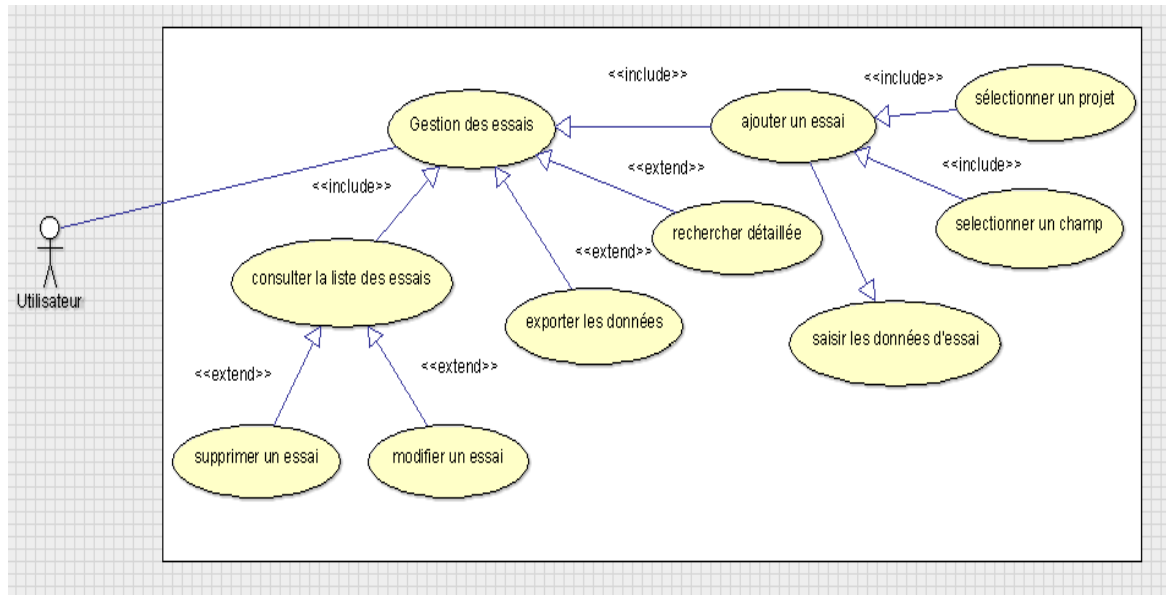 <<include>>
<<include>>
sélectionner un projet
Gestion des essais
ajouter un essai
<<include>>
<<extend>>
<<include>>
selectionner un champ
rechercher détaillée
<<extend>>
consulter la liste des essais
Utilisateur
exporter les données
saisir les données d'essai
<<extend>>
<<extend>>
supprimer un essai
modifier un essai